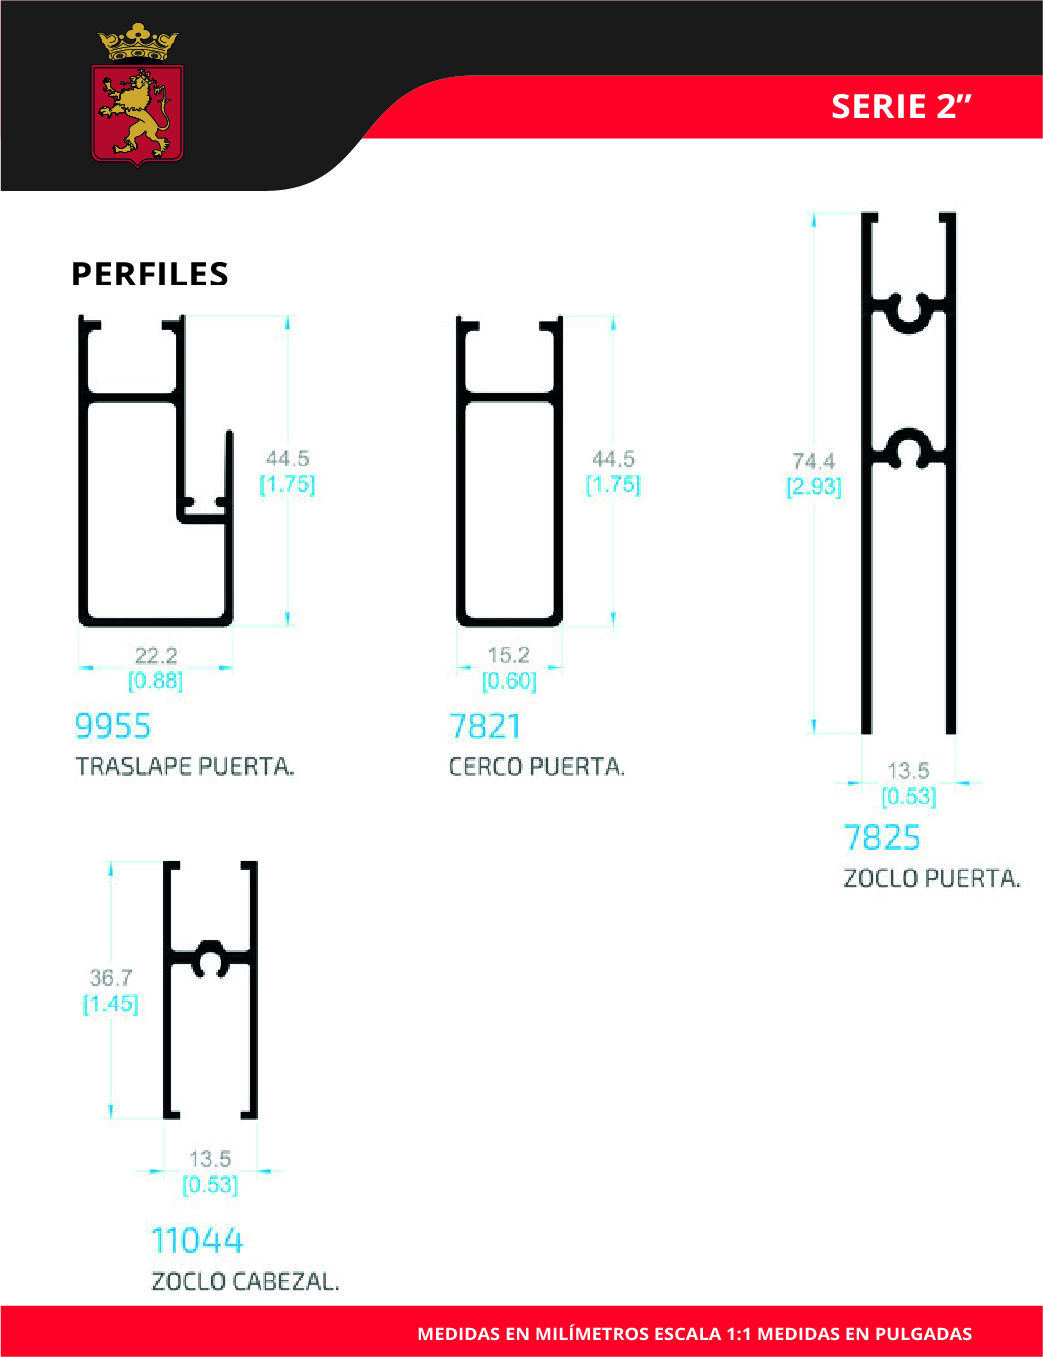 SERIE 2”
PERFILES
44.5
[1.75]
22.2
[0.88]
9955
TRASLAPE PUERTA.
44.5
[1.75]
15.2
[0.60]
7821
CERCO PUERTA.
74.4
[2.93]
13.5
[0.53]
7825
ZOCLO PUERTA.
36.7
[1.45]
13.5
[0.53]
11044
ZOCLO CABEZAL.
MEDIDAS EN MILÍMETROS ESCALA 1:1 MEDIDAS EN PULGADAS